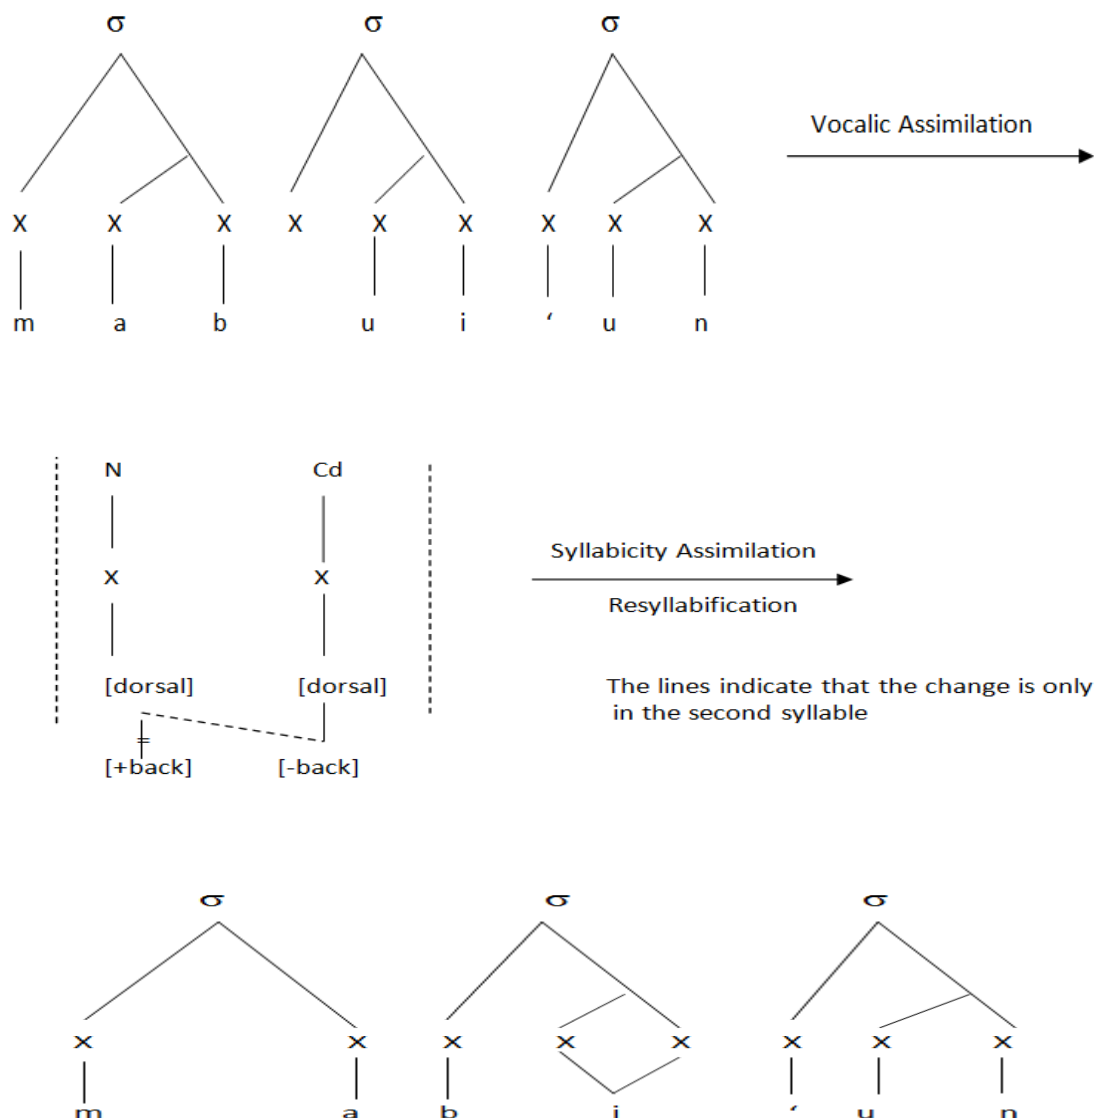 σ σ σ
Vocalic Assimilation
X X X X X X X X X
m a b u i ‘ u n
N Cd
Syllabicity Assimilation
X X
Resyllabification
[dorsal] [dorsal]
The lines indicate that the change is only
in the second syllable
[+back] [-back]
σ σ σ
x x x x x x x x
m a b i ‘ u n